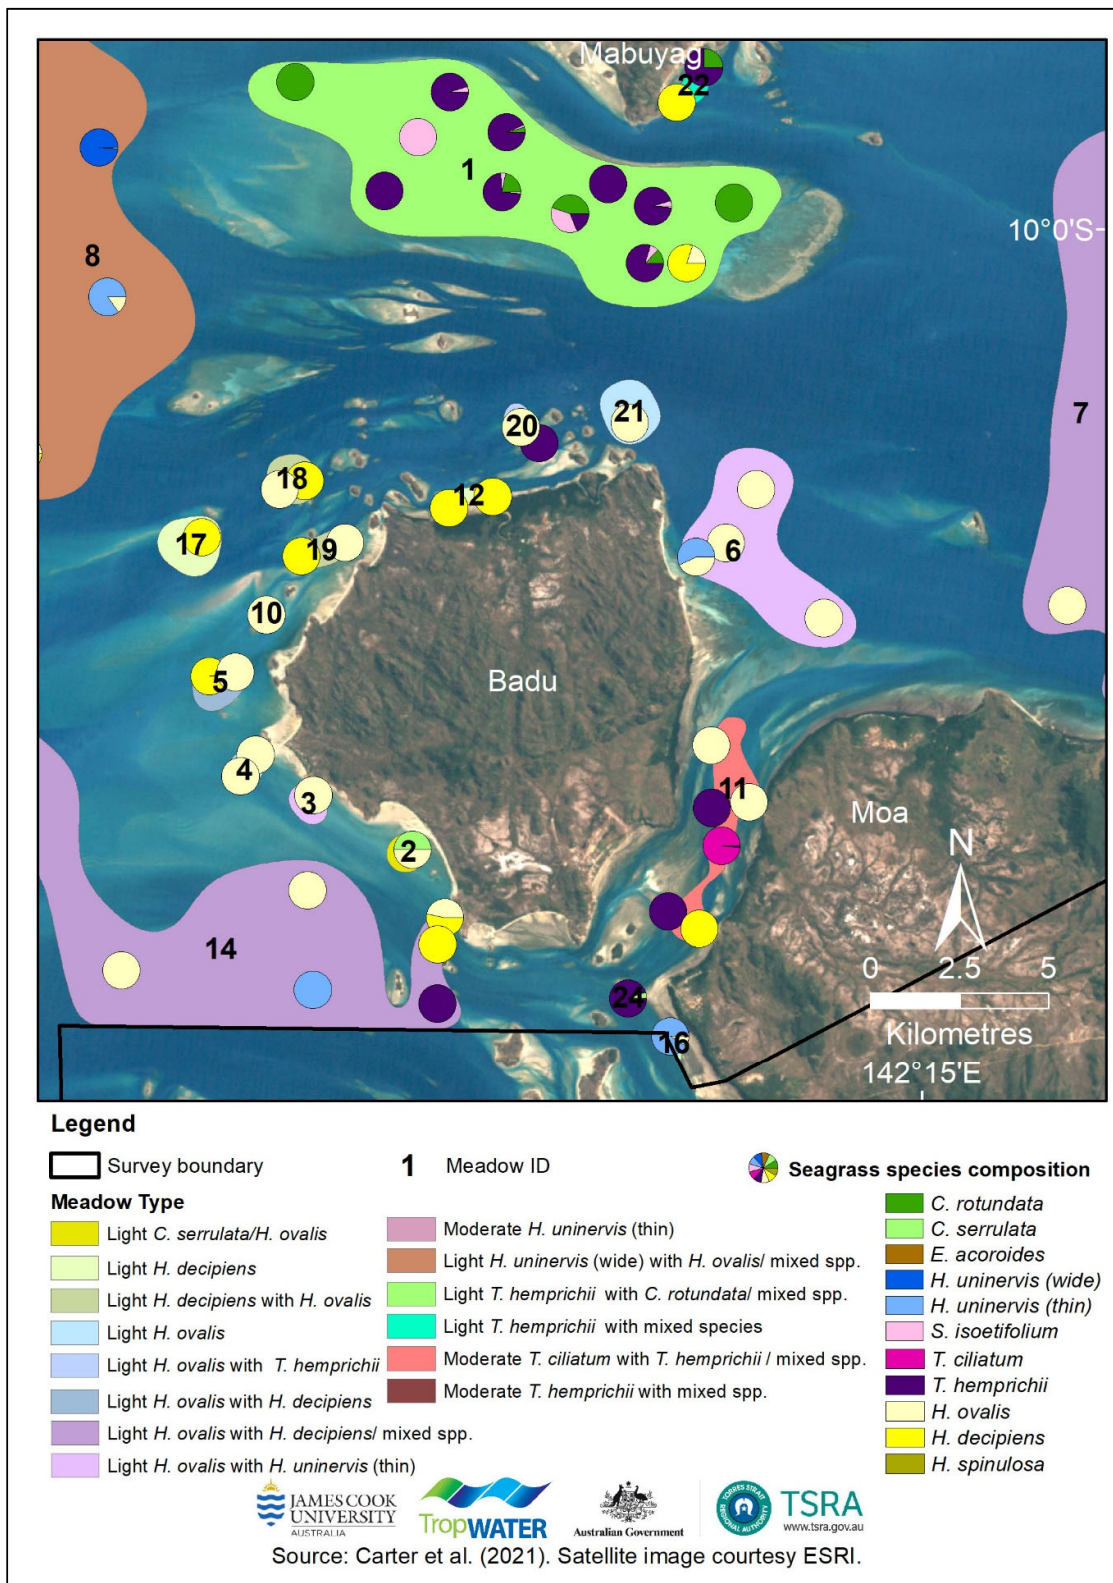 Mabuyag
22
1
10°0'S
8
7
21
20
18
12
17
19
6
10
5
Badu
4
3
11
Moa
2
N
14
24
0 2.5 5
Kilometres
16
142°15'E
Legend
Survey boundary
1 Meadow ID
Seagrass species composition
Meadow Type
Light C. serrulata/H. ovalis
Light H. decipiens
Light H. decipiens with H. ovalis
Light H. ovalis
Light H. ovalis with T. hemprichii
Light H. ovalis with H. decipiens
Light H. ovalis with H. decipiens/ mixed spp.
Light H. ovalis with H. uninervis (thin)
Moderate H. uninervis (thin)
Light H. uninervis (wide) with H. ovalis/ mixed spp.
Light T. hemprichii with C. rotundata/ mixed spp.
Light T. hemprichii with mixed species
Moderate T. ciliatum with T. hemprichii / mixed spp.
Moderate T. hemprichii with mixed spp.
C. rotundata
C. serrulata
E. acoroides
H. uninervis (wide)
H. uninervis (thin)
S. isoetifolium
T. ciliatum
T. hemprichii
H. ovalis
H. decipiens
H. spinulosa
JAMES COOK
UNIVERSITY
AUSTRALIA
TropWATER
Australian Government
TORRES STRAIT
REGIONAL AUTHORITY
TSRA
www.tsra.gov.au
Source: Carter et al. (2021). Satellite image courtesy ESRI.